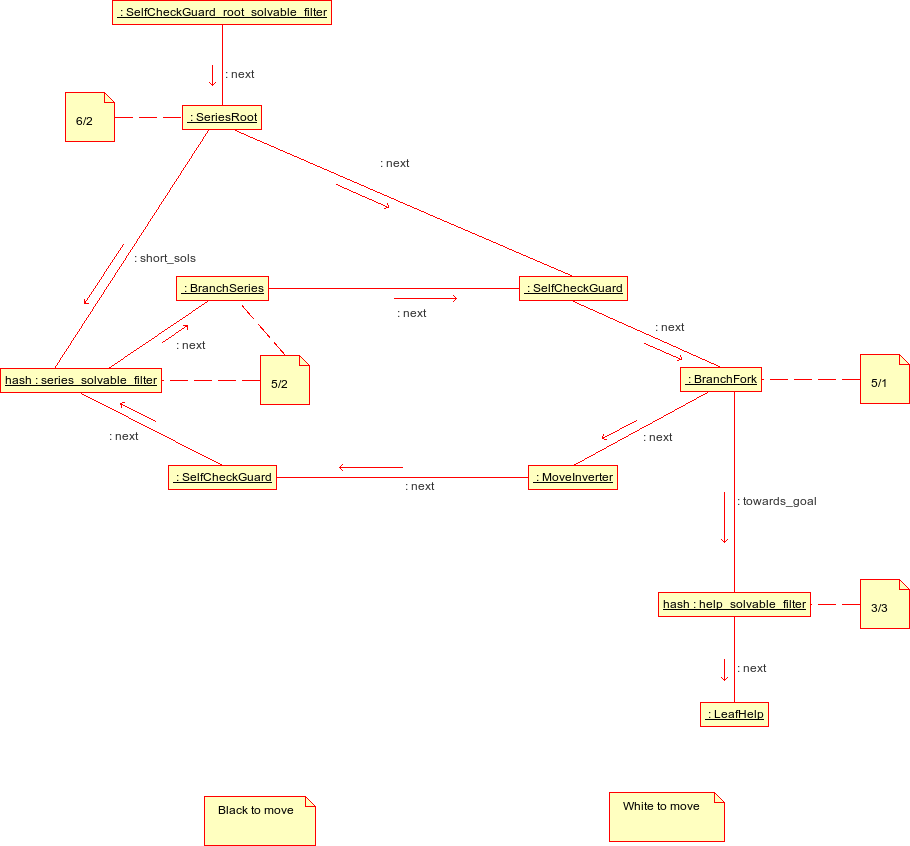 : SelfCheckGuard_root_solvable_filter
: next
: SeriesRoot
6/2
: next
: short_sols
: BranchSeries
: SelfCheckGuard
: next
: next
: next
hash : series_solvable_filter
5/2
: BranchFork
5/1
: next
: next
: SelfCheckGuard
: MoveInverter
: next
: towards_goal
hash : help_solvable_filter
3/3
: next
: LeafHelp
Black to move
White to move